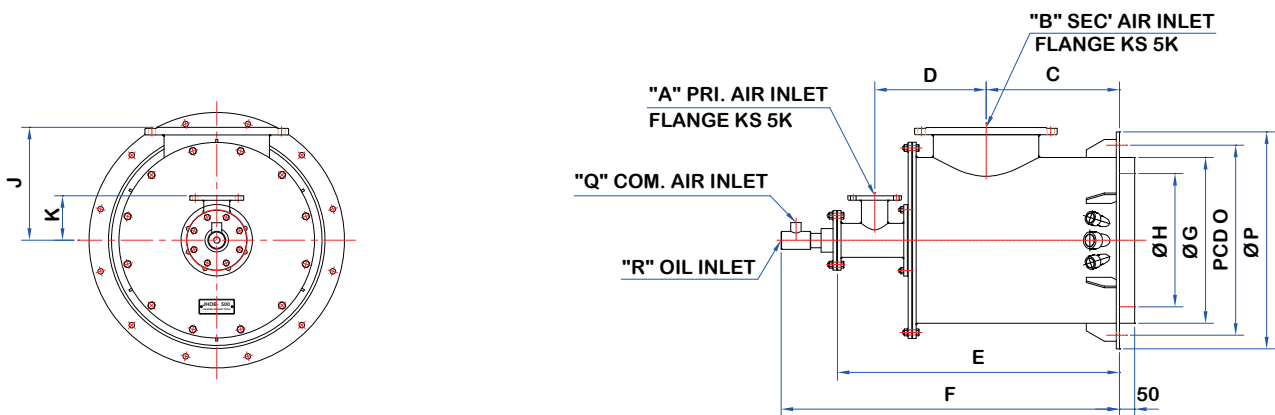 "B" SEC' AIR INLET
FLANGE KS 5K
D
C
"A" PRI. AIR INLET
FLANGE KS 5K
"Q" COM. AIR INLET
"R" OIL INLET
J
K
ØH
ØG
PCD O
ØP
E
F
50
500